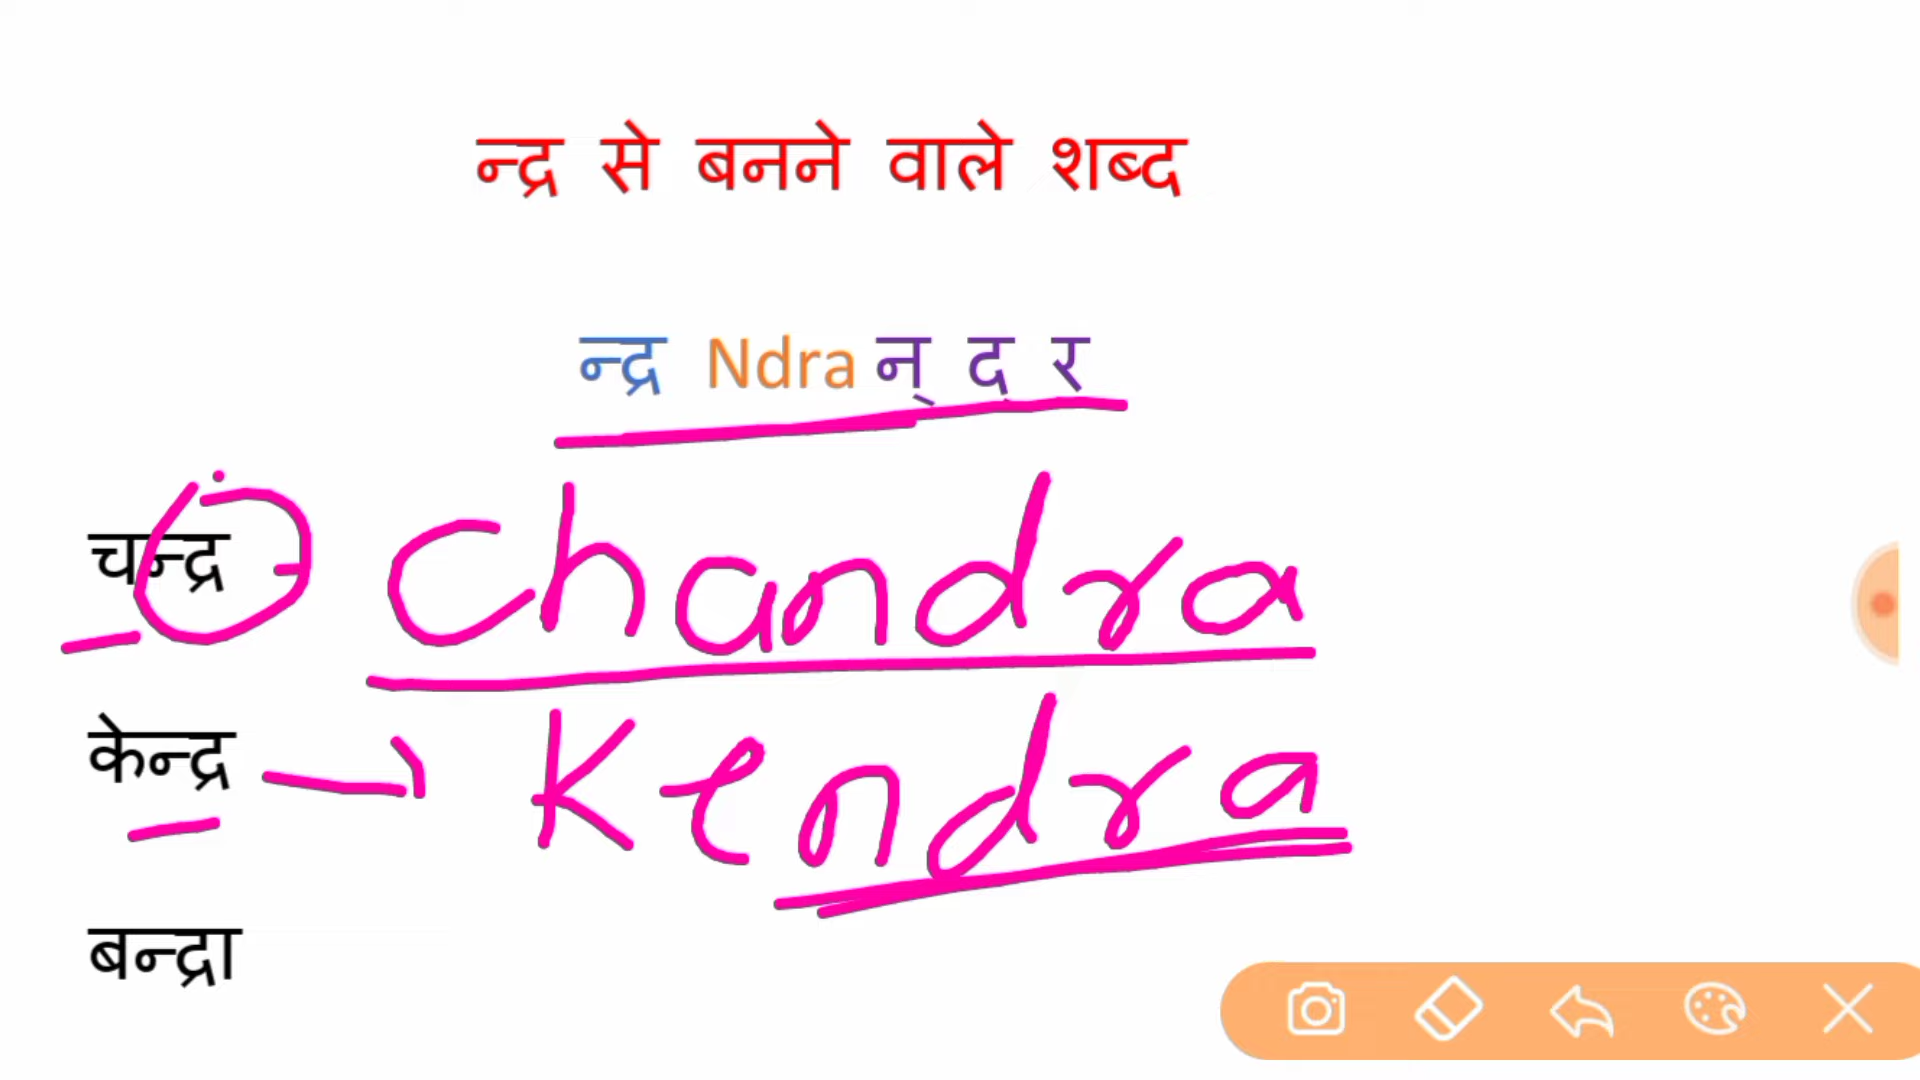 न्द्र से बनने वाले शब्द
न्द्र Ndra न् द् र
चन्द्र - Chandra
केन्द्र → Kendra
बन्द्रा